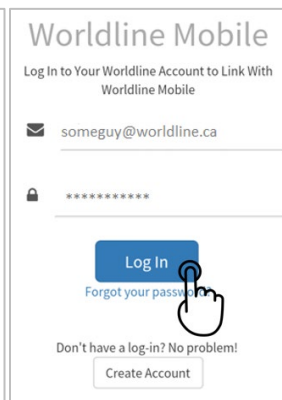 Worldline Mobile
Log In to Your Worldline Account to Link With
Worldline Mobile
someguy@worldline.ca
***********
Log In
Forgot your password?
Don't have a log-in? No problem!
Create Account